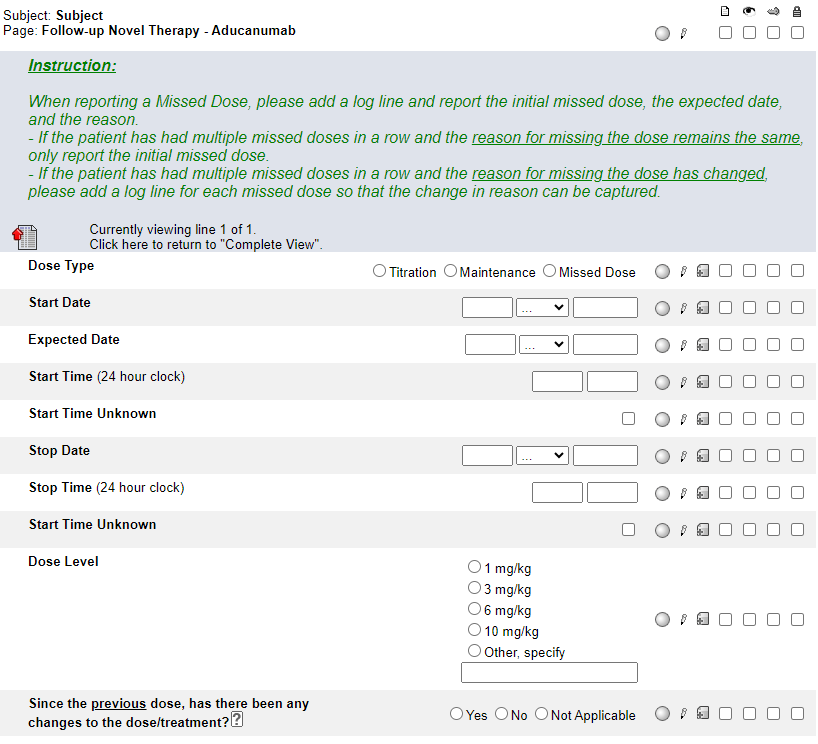 Subject: Subject
Page: Follow-up Novel Therapy - Aducanumab
Instruction:
When reporting a Missed Dose, please add a log line and report the initial missed dose, the expected date,
and the reason.
- If the patient has had multiple missed doses in a row and the reason for missing the dose remains the same,
only report the initial missed dose.
- If the patient has had multiple missed doses in a row and the reason for missing the dose has changed,
please add a log line for each missed dose so that the change in reason can be captured.
Currently viewing line 1 of 1.
Click here to return to "Complete View".
Dose Type
Titration Maintenance Missed Dose
Start Date
...
Expected Date
...
Start Time (24 hour clock)
Start Time Unknown
Stop Date
...
Stop Time (24 hour clock)
Start Time Unknown
Dose Level
1 mg/kg
3 mg/kg
6 mg/kg
10 mg/kg
Other, specify
Since the previous dose, has there been any
changes to the dose/treatment? ?
Yes No Not Applicable